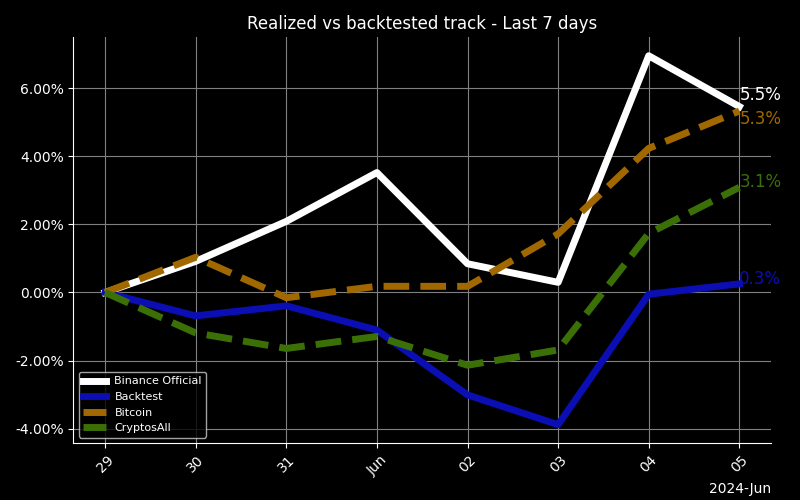 Realized vs backtested track - Last 7 days
6.00%
4.00%
2.00%
0.00%
-2.00%
-4.00%
5.5%
5.3%
3.1%
0.3%
Binance Official
Backtest
Bitcoin
CryptosAll
29 30 31 Jun 02 03 04 05
2024-Jun